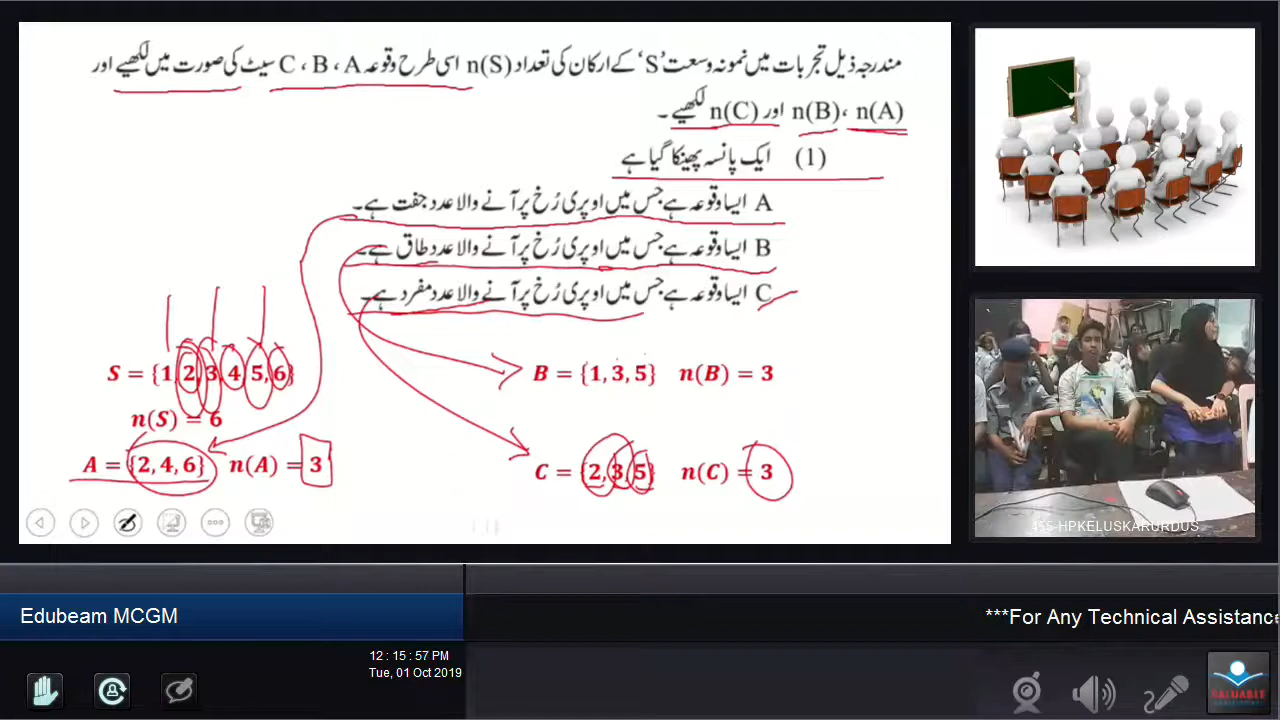 مندرجہ ذیل تجربات میں نمونہ وسعت ’S‘ کے ارکان کی تعداد n(S) اسی طرح وقوعہ A ، B ، C سیٹ کی صورت میں لکھیے اور
n(A) ،n(B) اور n(C) لکھیے۔
(1) ایک پانسہ پھینکا گیا ہے
A ایسا وقوعہ ہے جس میں اوپری رُخ پر آنے والا عدد جفت ہے۔
B ایسا وقوعہ ہے جس میں اوپری رُخ پر آنے والا عدد طاق ہے۔
C ایسا وقوعہ ہے جس میں اوپری رُخ پر آنے والا عدد مفرد ہے۔
S = {1, 2, 3, 4, 5, 6}
B = {1, 3, 5} n(B) = 3
n(S) = 6
A = {2, 4, 6} n(A) = 3
C = {2, 3, 5} n(C) = 3
455-HPKELUSKARURDUS
Edubeam MCGM
***For Any Technical Assistance
12 : 15 : 57 PM
Tue, 01 Oct 2019
VALUABLE